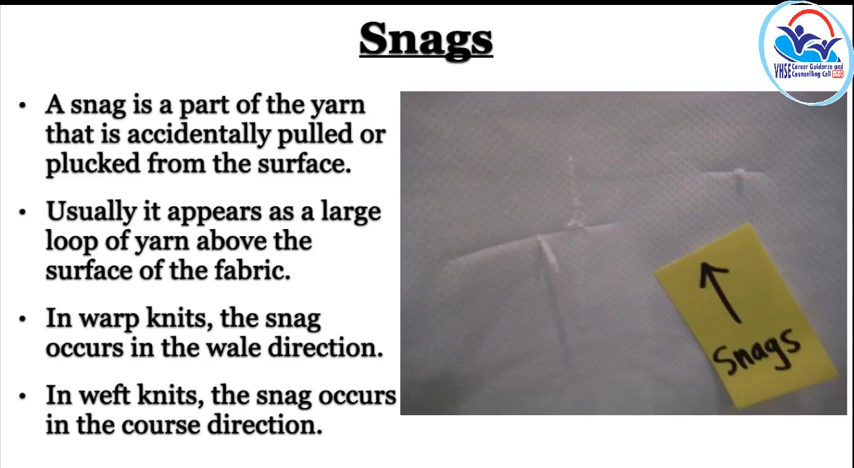 Snags
VHSE Career Guidance and
Counselling Cell
• A snag is a part of the yarn
that is accidentally pulled or
plucked from the surface.
• Usually it appears as a large
loop of yarn above the
surface of the fabric.
• In warp knits, the snag
occurs in the wale direction.
• In weft knits, the snag occurs
in the course direction.
Snags